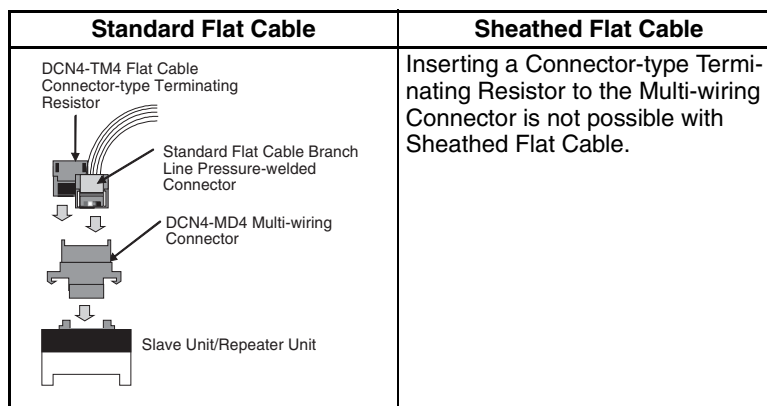 Standard Flat Cable
Sheathed Flat Cable
DCN4-TM4 Flat Cable
Connector-type Terminating
Resistor
Standard Flat Cable Branch
Line Pressure-welded
Connector
DCN4-MD4 Multi-wiring
Connector
Slave Unit/Repeater Unit
Inserting a Connector-type Termi-
nating Resistor to the Multi-wiring
Connector is not possible with
Sheathed Flat Cable.